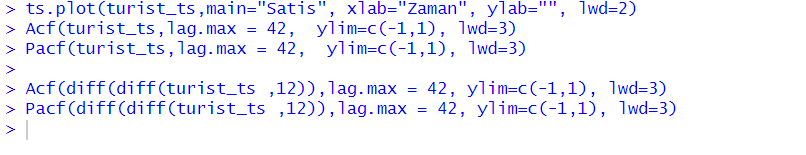 > ts.plot(turist_ts,main="Satis", xlab="Zaman", ylab="", lwd=2)
> Acf(turist_ts,lag.max = 42,  ylim=c(-1,1), lwd=3)
> Pacf(turist_ts,lag.max = 42,  ylim=c(-1,1), lwd=3)
>
> Acf(diff(diff(turist_ts ,12)),lag.max = 42, ylim=c(-1,1), lwd=3)
> Pacf(diff(diff(turist_ts ,12)),lag.max = 42, ylim=c(-1,1), lwd=3)
>